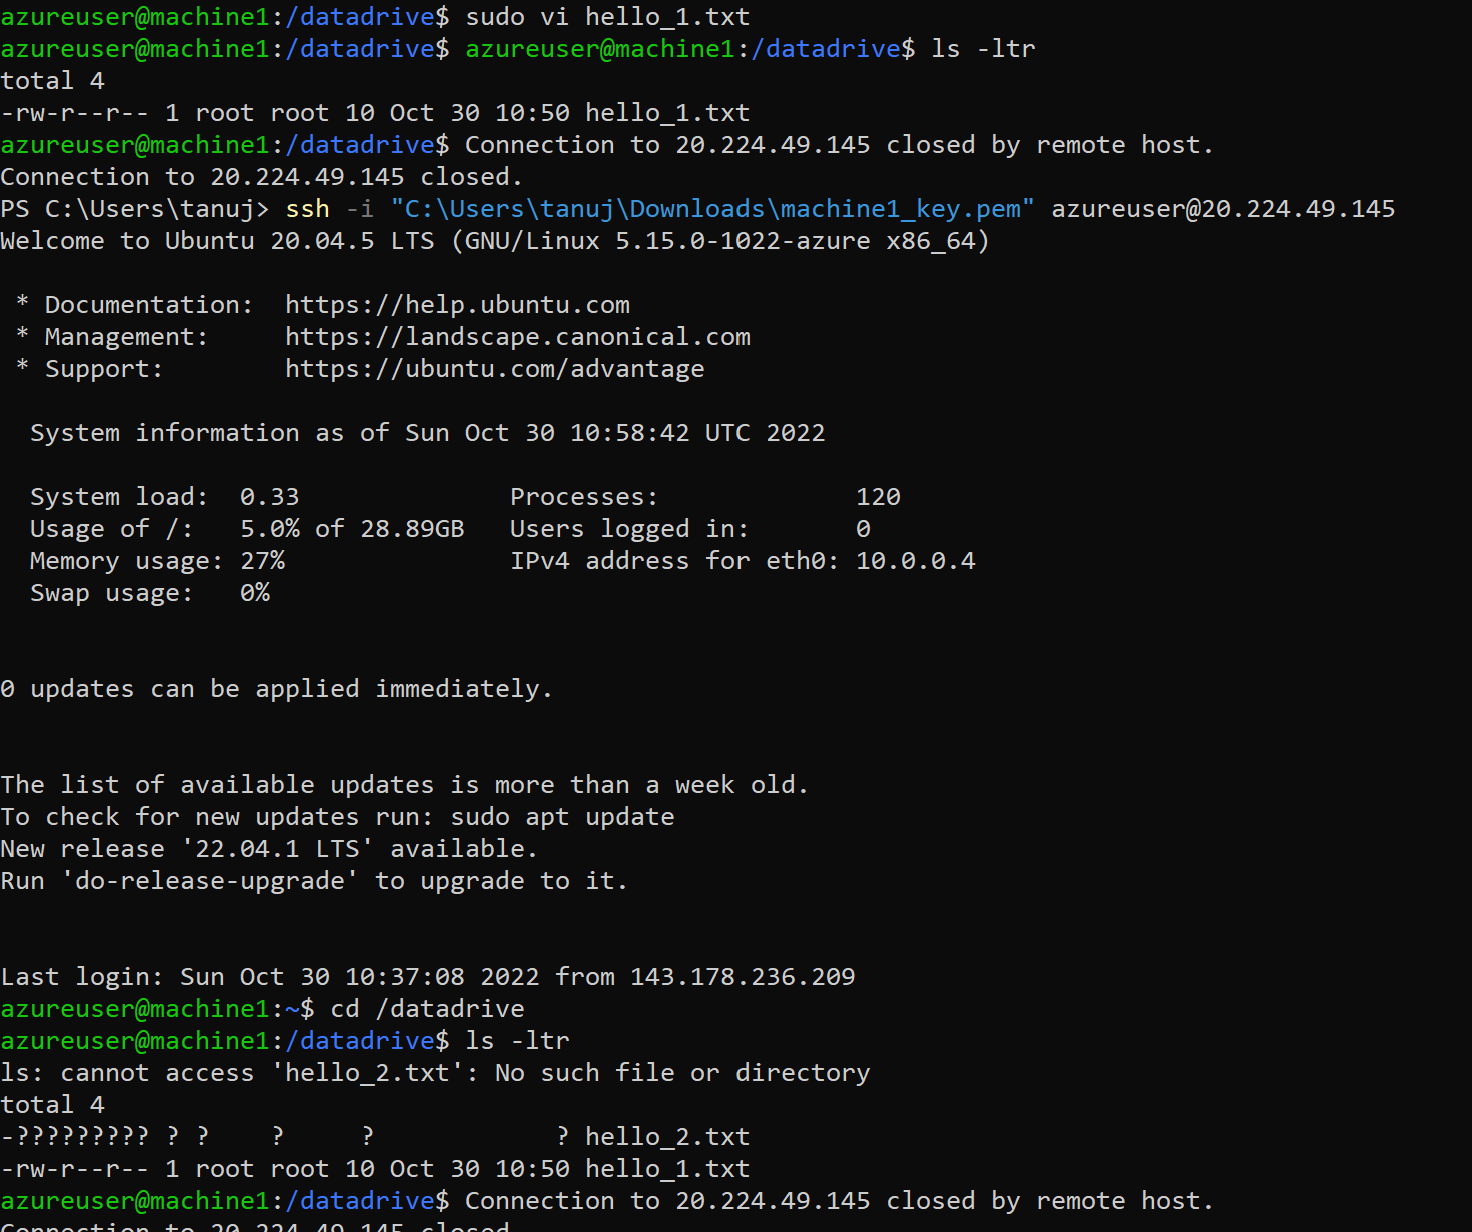 azureuser@machine1:/datadrive$ sudo vi hello_1.txt
azureuser@machine1:/datadrive$ azureuser@machine1:/datadrive$ ls -ltr
total 4
-rw-r--r-- 1 root root 10 Oct 30 10:50 hello_1.txt
azureuser@machine1:/datadrive$ Connection to 20.224.49.145 closed by remote host.
Connection to 20.224.49.145 closed.
PS C:\Users\tanuj> ssh -i "C:\Users\tanuj\Downloads\machine1_key.pem" azureuser@20.224.49.145
Welcome to Ubuntu 20.04.5 LTS (GNU/Linux 5.15.0-1022-azure x86_64)
* Documentation:  https://help.ubuntu.com
* Management:     https://landscape.canonical.com
* Support:        https://ubuntu.com/advantage
System information as of Sun Oct 30 10:58:42 UTC 2022
System load:  0.33              Processes:             120
Usage of /:   5.0% of 28.89GB   Users logged in:       0
Memory usage: 27%               IPv4 address for eth0: 10.0.0.4
Swap usage:   0%
0 updates can be applied immediately.
The list of available updates is more than a week old.
To check for new updates run: sudo apt update
New release '22.04.1 LTS' available.
Run 'do-release-upgrade' to upgrade to it.
Last login: Sun Oct 30 10:37:08 2022 from 143.178.236.209
azureuser@machine1:~$ cd /datadrive
azureuser@machine1:/datadrive$ ls -ltr
ls: cannot access 'hello_2.txt': No such file or directory
total 4
-????????? ? ?    ?     ?            ? hello_2.txt
-rw-r--r-- 1 root root 10 Oct 30 10:50 hello_1.txt
azureuser@machine1:/datadrive$ Connection to 20.224.49.145 closed by remote host.
Connection to 20.224.49.145 closed.